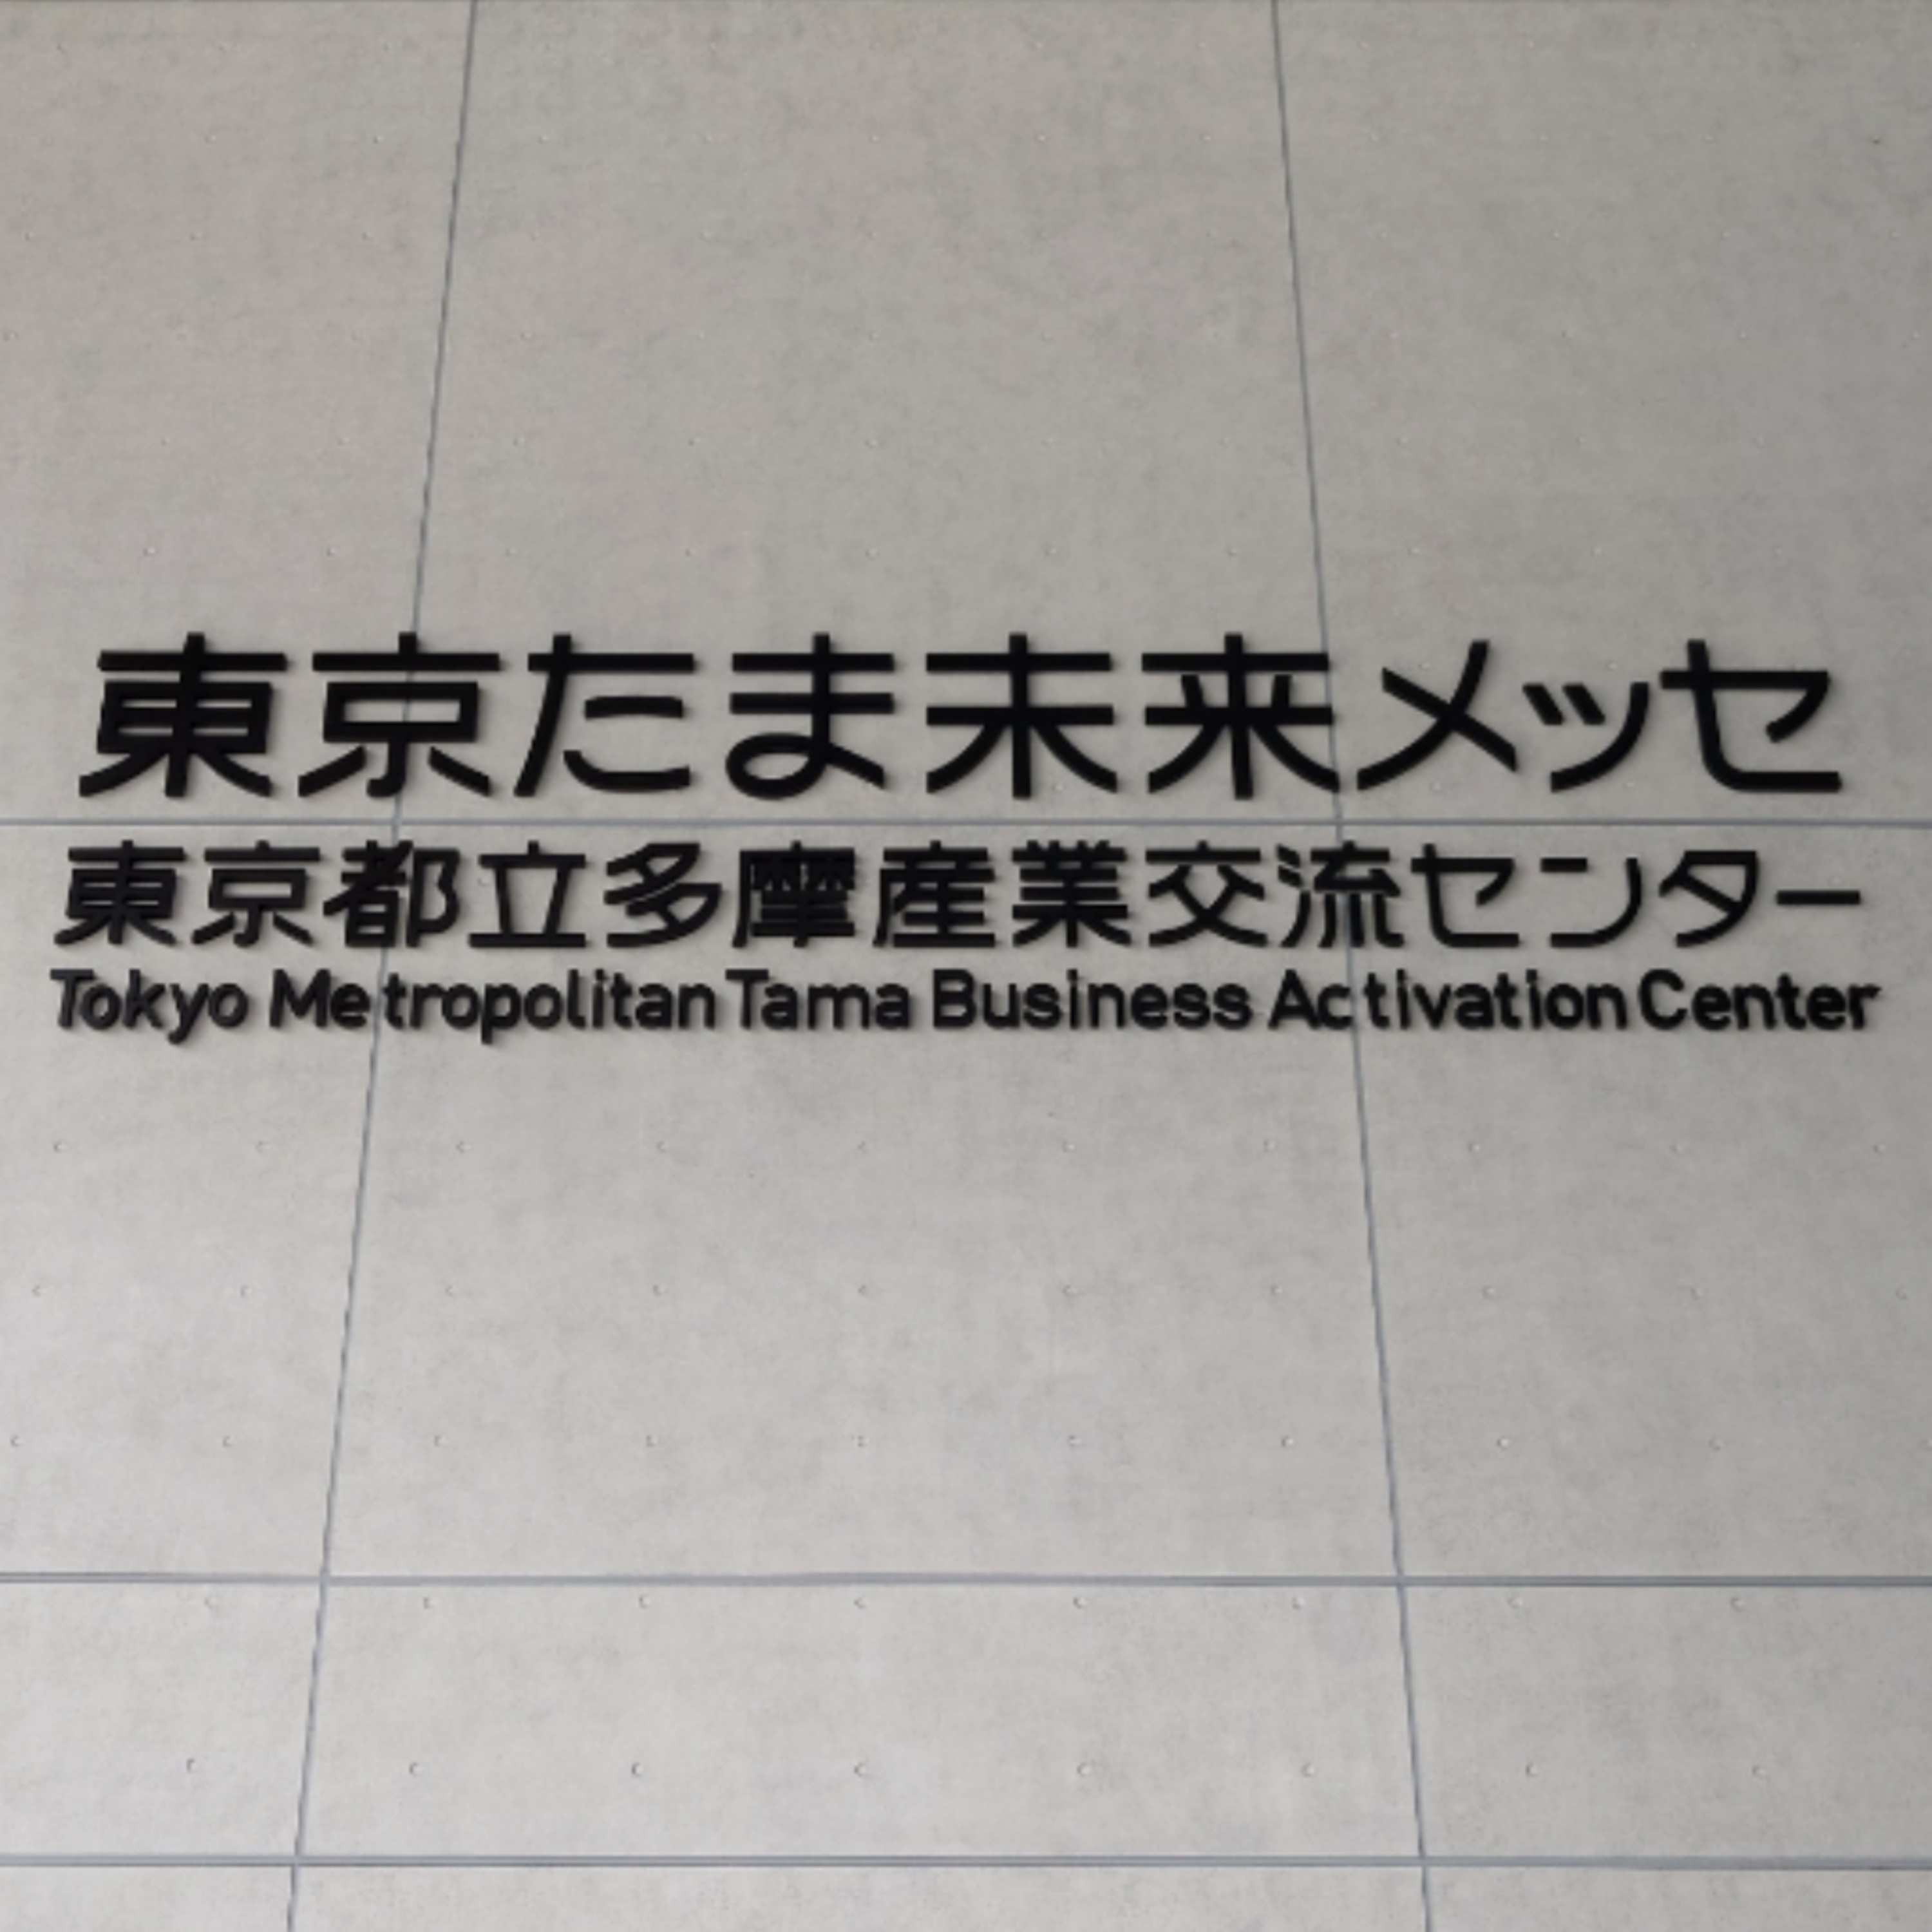 東京たま未来メッセ
東京都立多摩産業交流センター
Tokyo Metropolitan Tama Business Activation Center